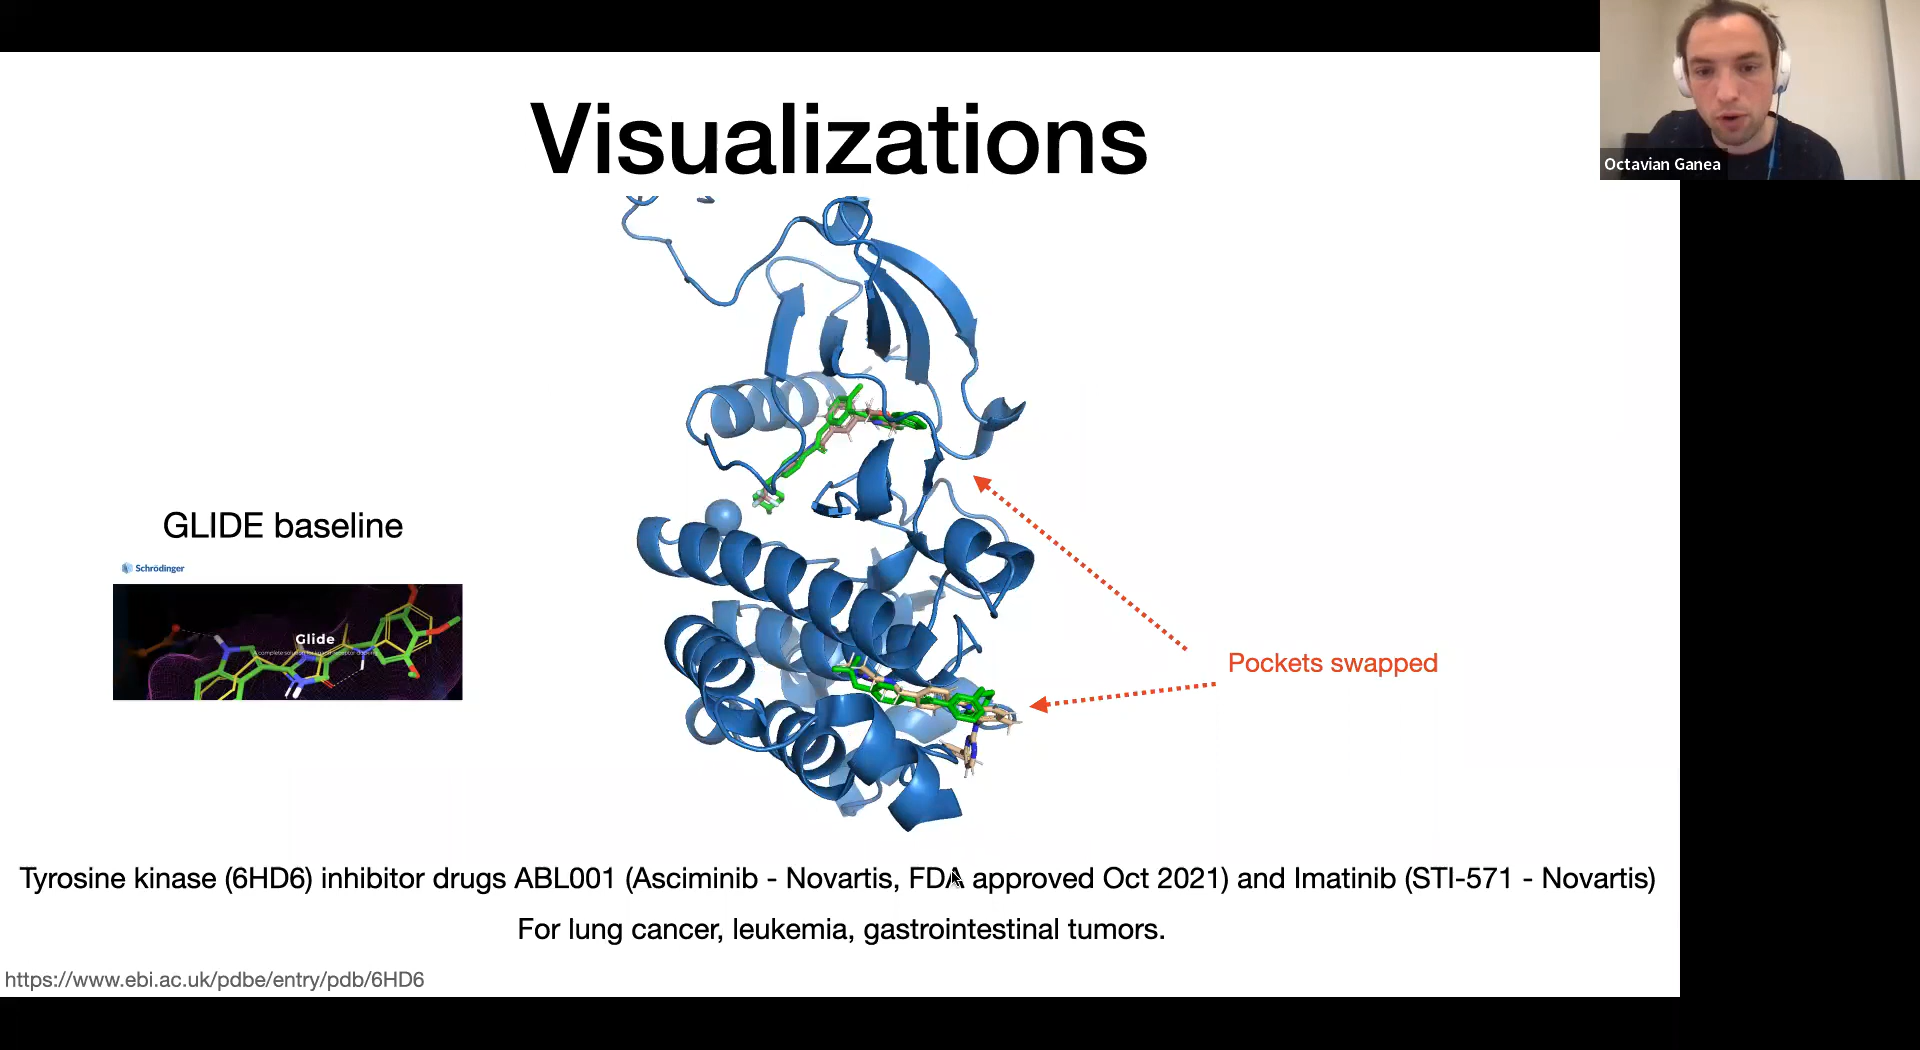 Visualizations
Octavian Ganea
GLIDE baseline
Schrödinger
Glide
Pockets swapped
Tyrosine kinase (6HD6) inhibitor drugs ABL001 (Asciminib - Novartis, FDA approved Oct 2021) and Imatinib (STI-571 - Novartis)
For lung cancer, leukemia, gastrointestinal tumors.
https://www.ebi.ac.uk/pdbe/entry/pdb/6HD6